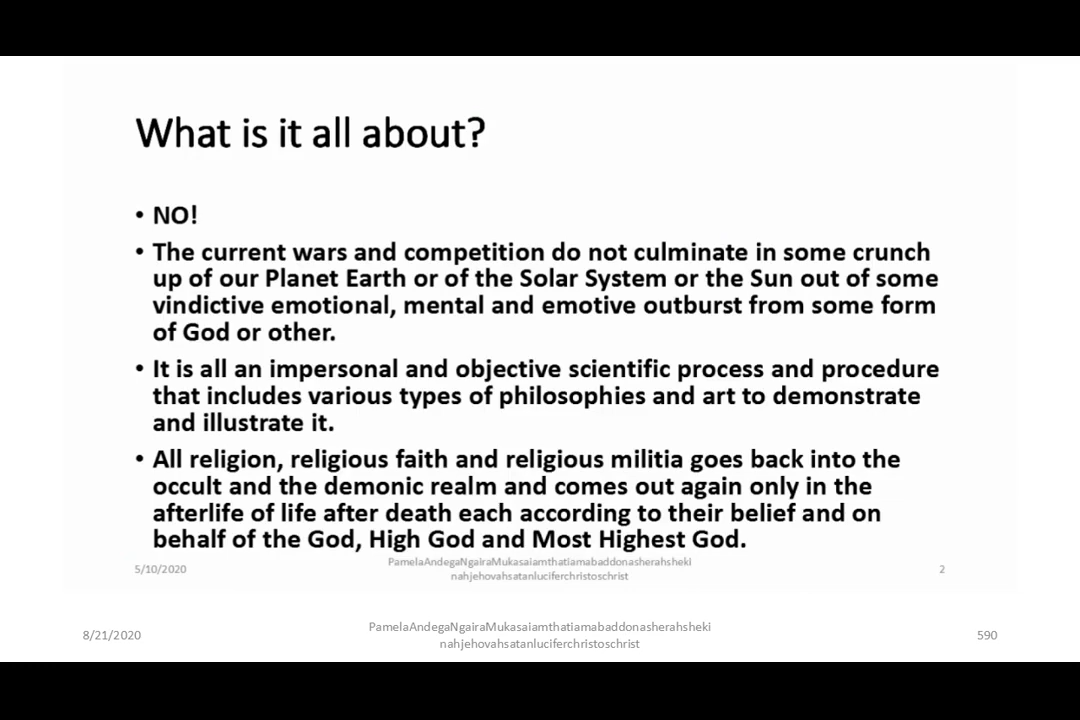 What is it all about?
• NO!
• The current wars and competition do not culminate in some crunch
up of our Planet Earth or of the Solar System or the Sun out of some
vindictive emotional, mental and emotive outburst from some form
of God or other.
• It is all an impersonal and objective scientific process and procedure
that includes various types of philosophies and art to demonstrate
and illustrate it.
• All religion, religious faith and religious militia goes back into the
occult and the demonic realm and comes out again only in the
afterlife of life after death each according to their belief and on
behalf of the God, High God and Most Highest God.
5/10/2020
PamelaAndegaNgairaMukasaiamthatiamabaddonasherahsheki
nahjehovahsatanluciferchristoschrist
2
8/21/2020
PamelaAndegaNgairaMukasaiamthatiamabaddonasherahsheki
nahjehovahsatanluciferchristoschrist
590